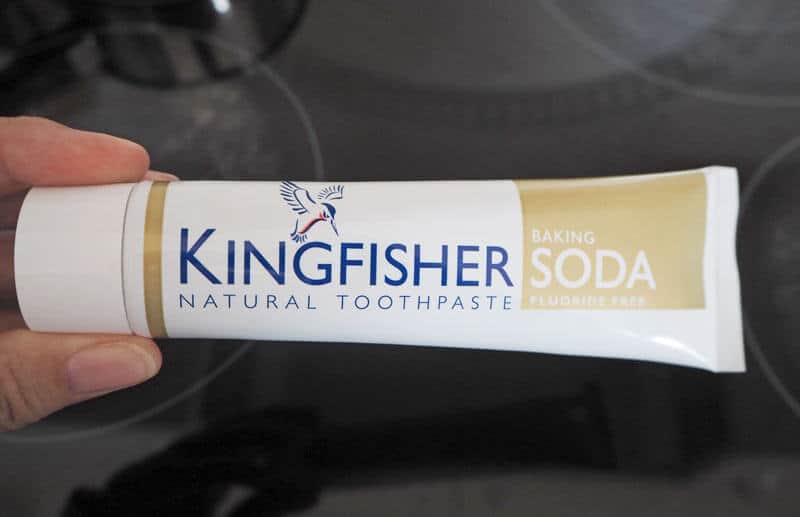 KINGFISHER
NATURAL TOOTHPASTE
BAKING
SODA
FLUORIDE FREE